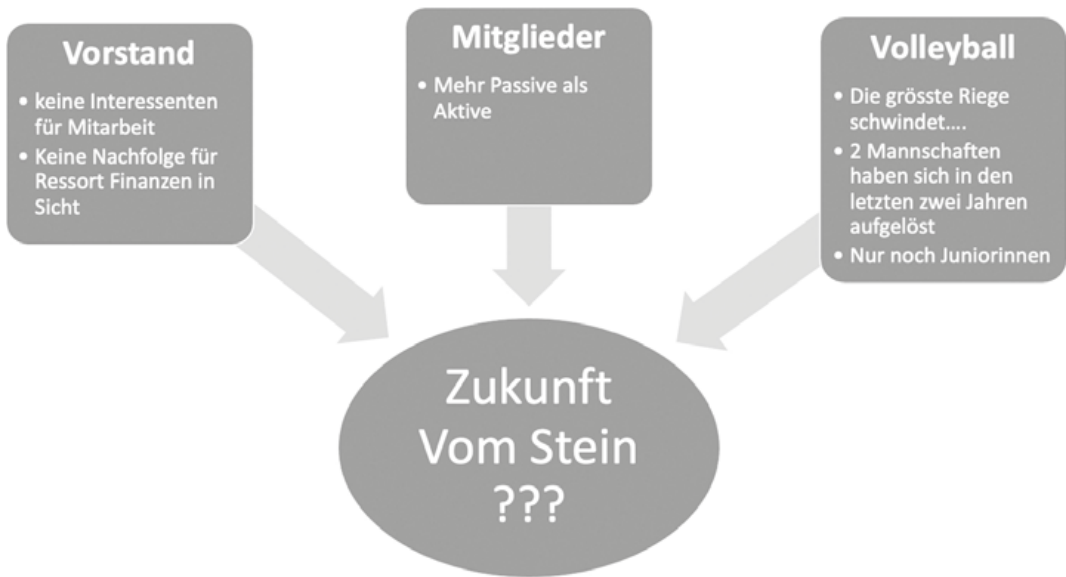 Vorstand
• keine Interessenten
für Mitarbeit
• Keine Nachfolge für
Ressort Finanzen in
Sicht
Mitglieder
• Mehr Passive als
Aktive
Volleyball
• Die grösste Riege
schwindet....
• 2 Mannschaften
haben sich in den
letzten zwei Jahren
aufgelöst
• Nur noch Juniorinnen
Zukunft
Vom Stein
???